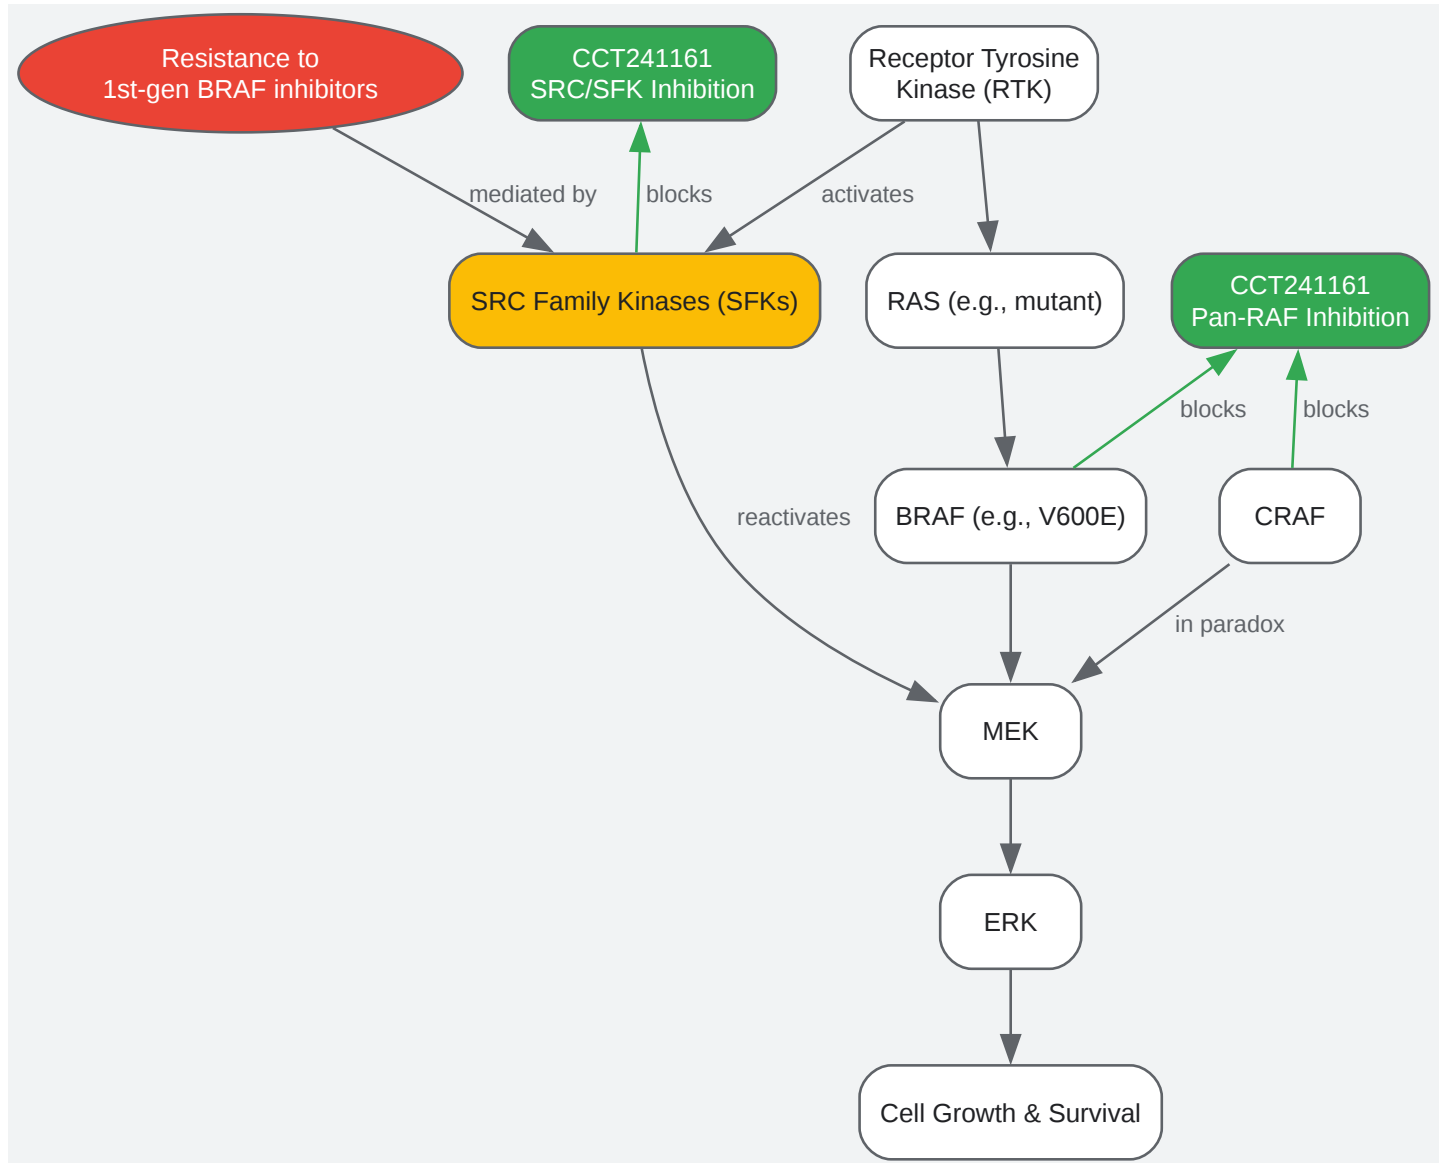 Resistance to
1st-gen BRAF inhibitors
CCT241161
SRC/SFK Inhibition
Receptor Tyrosine
Kinase (RTK)
mediated by
blocks
activates
SRC Family Kinases (SFKs)
RAS (e.g., mutant)
CCT241161
Pan-RAF Inhibition
blocks
blocks
reactivates
BRAF (e.g., V600E)
CRAF
in paradox
MEK
ERK
Cell Growth & Survival